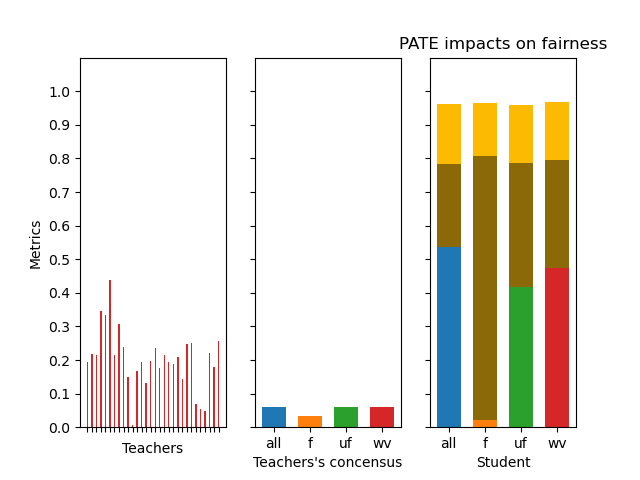 PATE impacts on fairness
Metrics
1.0
0.9
0.8
0.7
0.6
0.5
0.4
0.3
0.2
0.1
0.0
Teachers
all f uf wv
Teachers's concensus
all f uf wv
Student